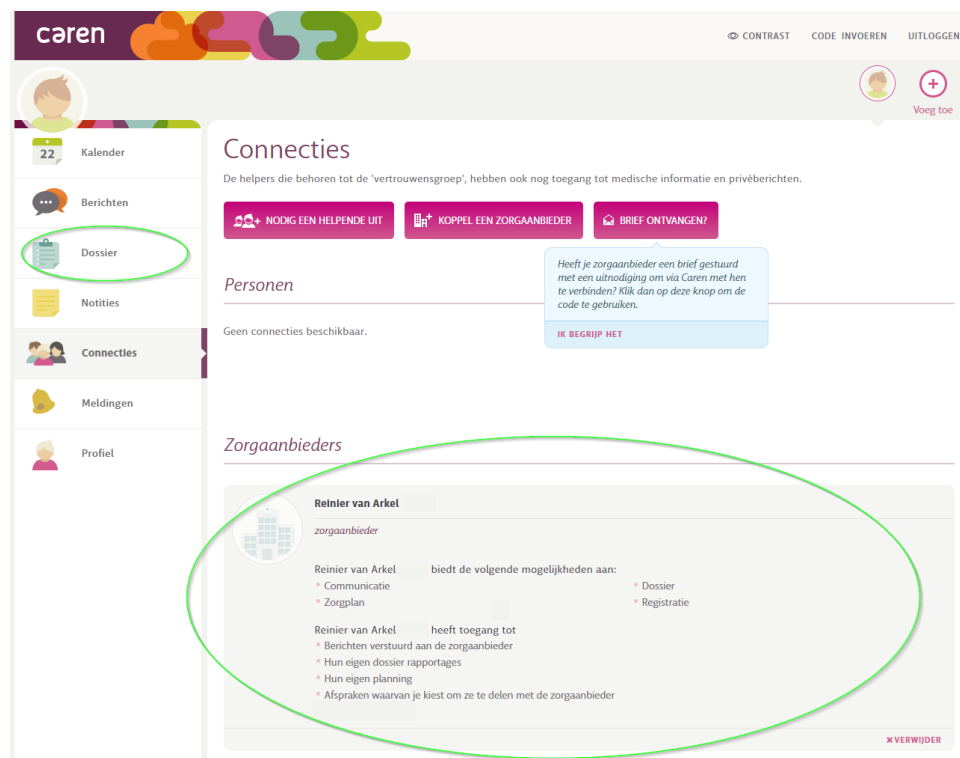 caren
CONTRAST CODE INVOEREN UITLOGGEN
Voeg toe
22 Kalender
Berichten
Dossier
Notities
Connecties
Meldingen
Profiel
Connecties
De helpers die behoren tot de 'vertrouwensgroep', hebben ook nog toegang tot medische informatie en privéberichten.
NODIG EEN HELPENDE UIT KOPPEL EEN ZORGAANBIEDER BRIEF ONTVANGEN?
Heeft je zorgaanbieder een brief gestuurd
met een uitnodiging om via Caren met hen
te verbinden? Klik dan op deze knop om de
code te gebruiken.
IK BEGRIJP HET
Personen
Geen connecties beschikbaar.
Zorgaanbieders
Reinier van Arkel
zorgaanbieder
Reinier van Arkel biedt de volgende mogelijkheden aan:
* Communicatie * Dossier
* Zorgplan * Registratie
Reinier van Arkel heeft toegang tot
* Berichten verstuurd aan de zorgaanbieder
* Hun eigen dossier rapportages
* Hun eigen planning
* Afspraken waarvan je kiest om ze te delen met de zorgaanbieder
× VERWIJDER